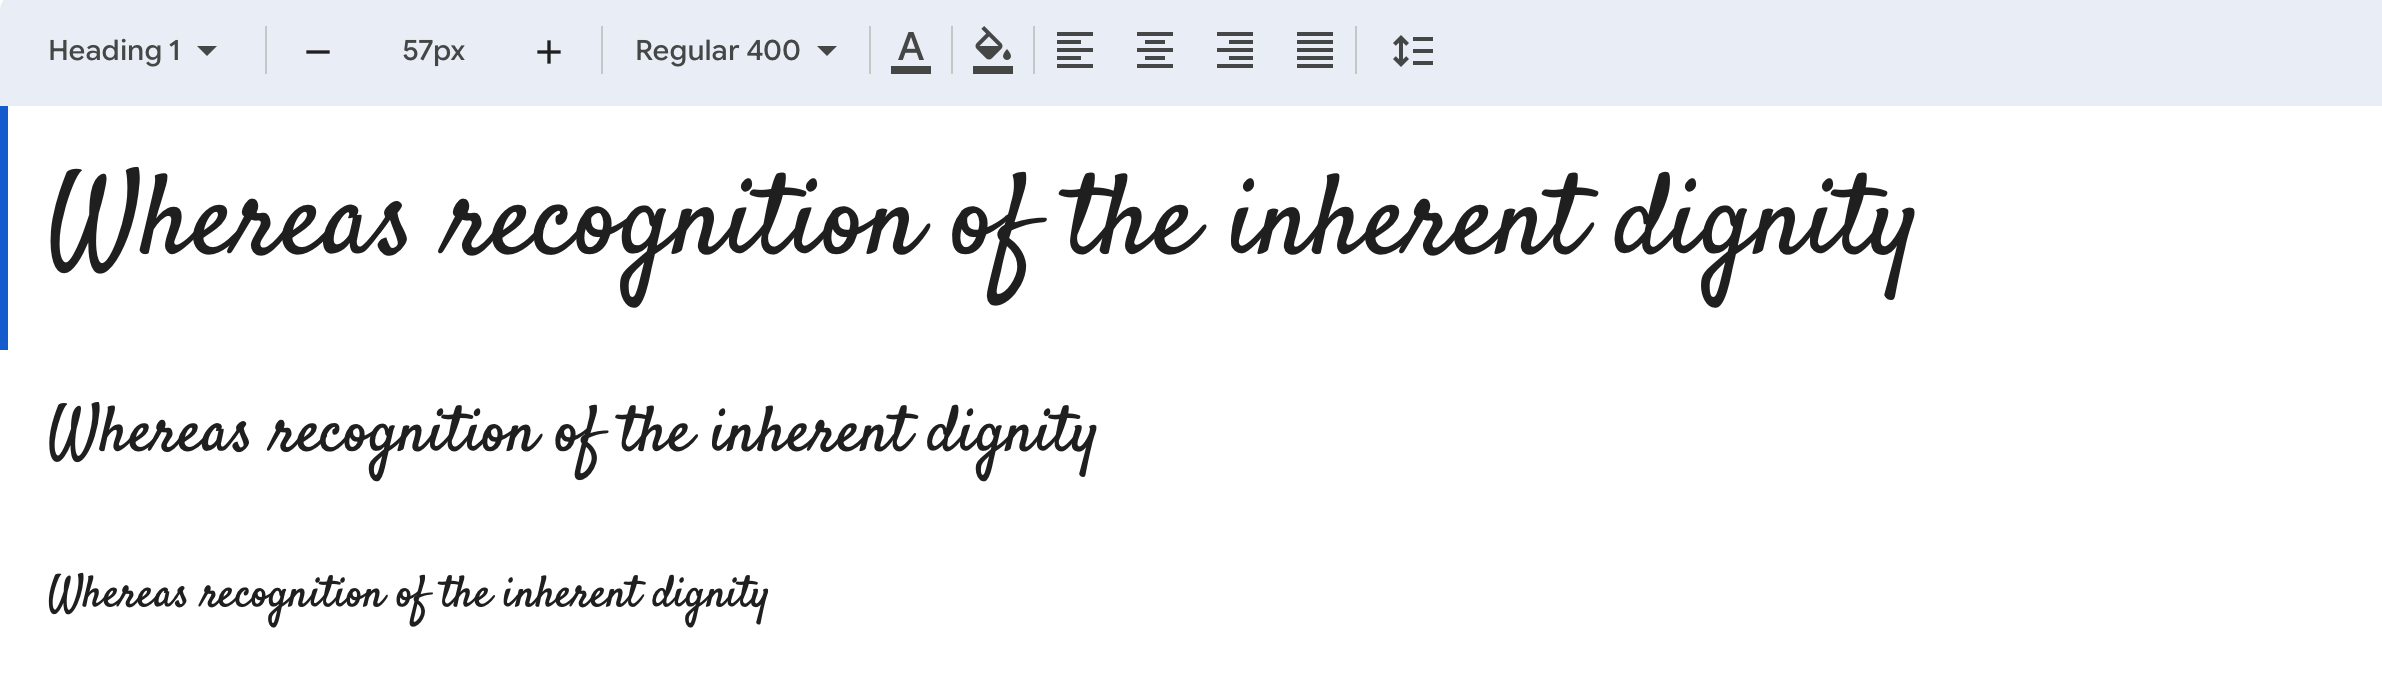 Heading 1 57px Regular 400 A
Whereas recognition of the inherent dignity
Whereas recognition of the inherent dignity
Whereas recognition of the inherent dignity